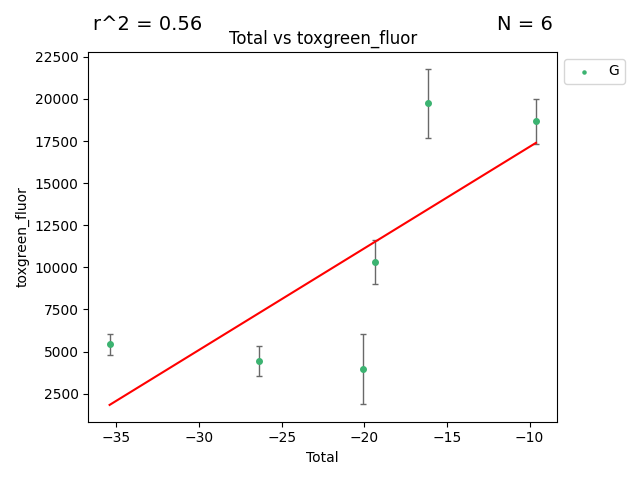 r^2 = 0.56
N = 6
Total vs toxgreen_fluor
G
22500
20000
17500
15000
12500
10000
7500
5000
2500
toxgreen_fluor
−35
−30
−25
−20
−15
−10
Total